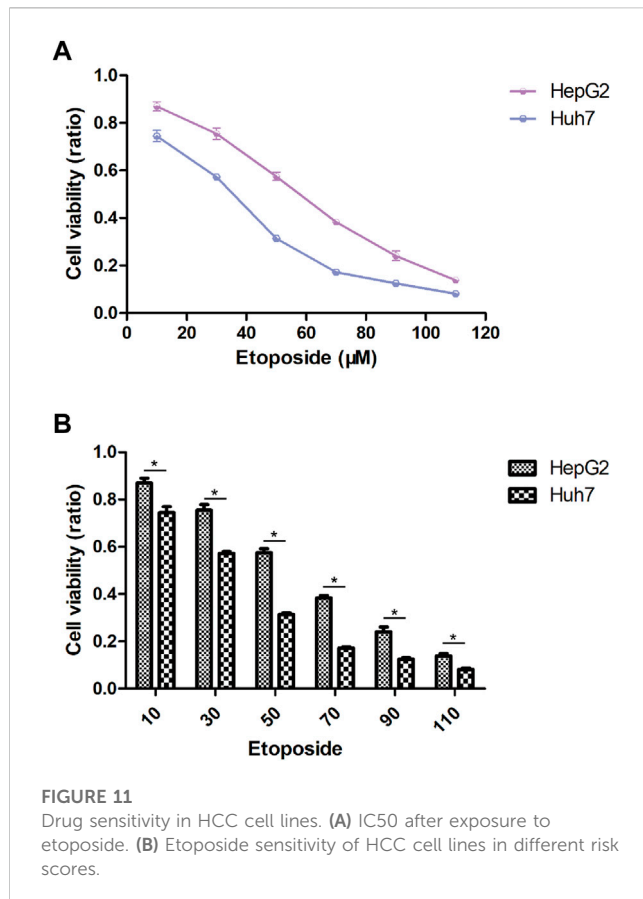 A
1.0
0.8
0.6
0.4
0.2
0.0
Cell viability (ratio)
0 20 40 60 80 100 120
Etoposide (µM)
HepG2
Huh7
B
1.0
0.8
0.6
0.4
0.2
0.0
Cell viability (ratio)
* * * * * *
10 30 50 70 90 110
Etoposide
HepG2
Huh7
FIGURE 11
Drug sensitivity in HCC cell lines. (A) IC50 after exposure to
etoposide. (B) Etoposide sensitivity of HCC cell lines in different risk
scores.